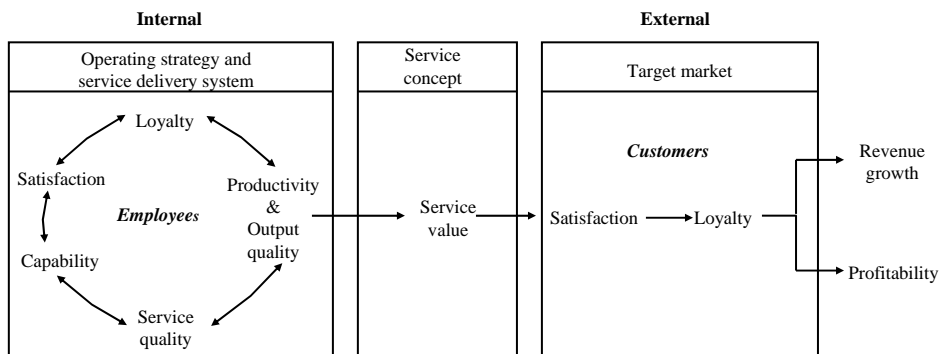 Internal
External
Operating strategy and
service delivery system
Service
concept
Target market
Loyalty
Satisfaction
Employees
Productivity
&
Output
quality
Capability
Service
quality
Service
value
Customers
Satisfaction
Loyalty
Revenue
growth
Profitability